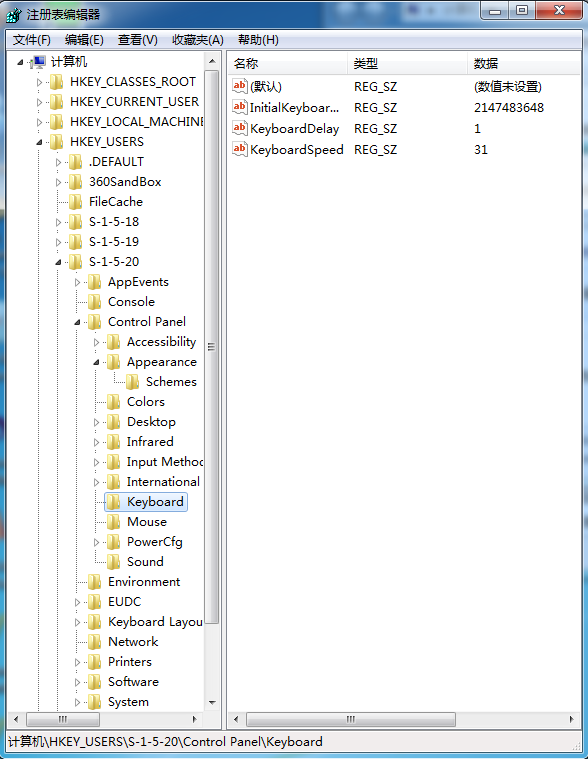 注册表编辑器
文件(F) 编辑(E) 查看(V) 收藏夹(A) 帮助(H)
计算机
HKEY_CLASSES_ROOT
HKEY_CURRENT_USER
HKEY_LOCAL_MACHINE
HKEY_USERS
.DEFAULT
360SandBox
FileCache
S-1-5-18
S-1-5-19
S-1-5-20
AppEvents
Console
Control Panel
Accessibility
Appearance
Schemes
Colors
Desktop
Infrared
Input Method
International
Keyboard
Mouse
PowerCfg
Sound
Environment
EUDC
Keyboard Layou
Network
Printers
Software
System
名称 类型 数据
ab (默认) REG_SZ (数值未设置)
ab InitialKeyboar... REG_SZ 2147483648
ab KeyboardDelay REG_SZ 1
ab KeyboardSpeed REG_SZ 31
计算机\HKEY_USERS\S-1-5-20\Control Panel\Keyboard